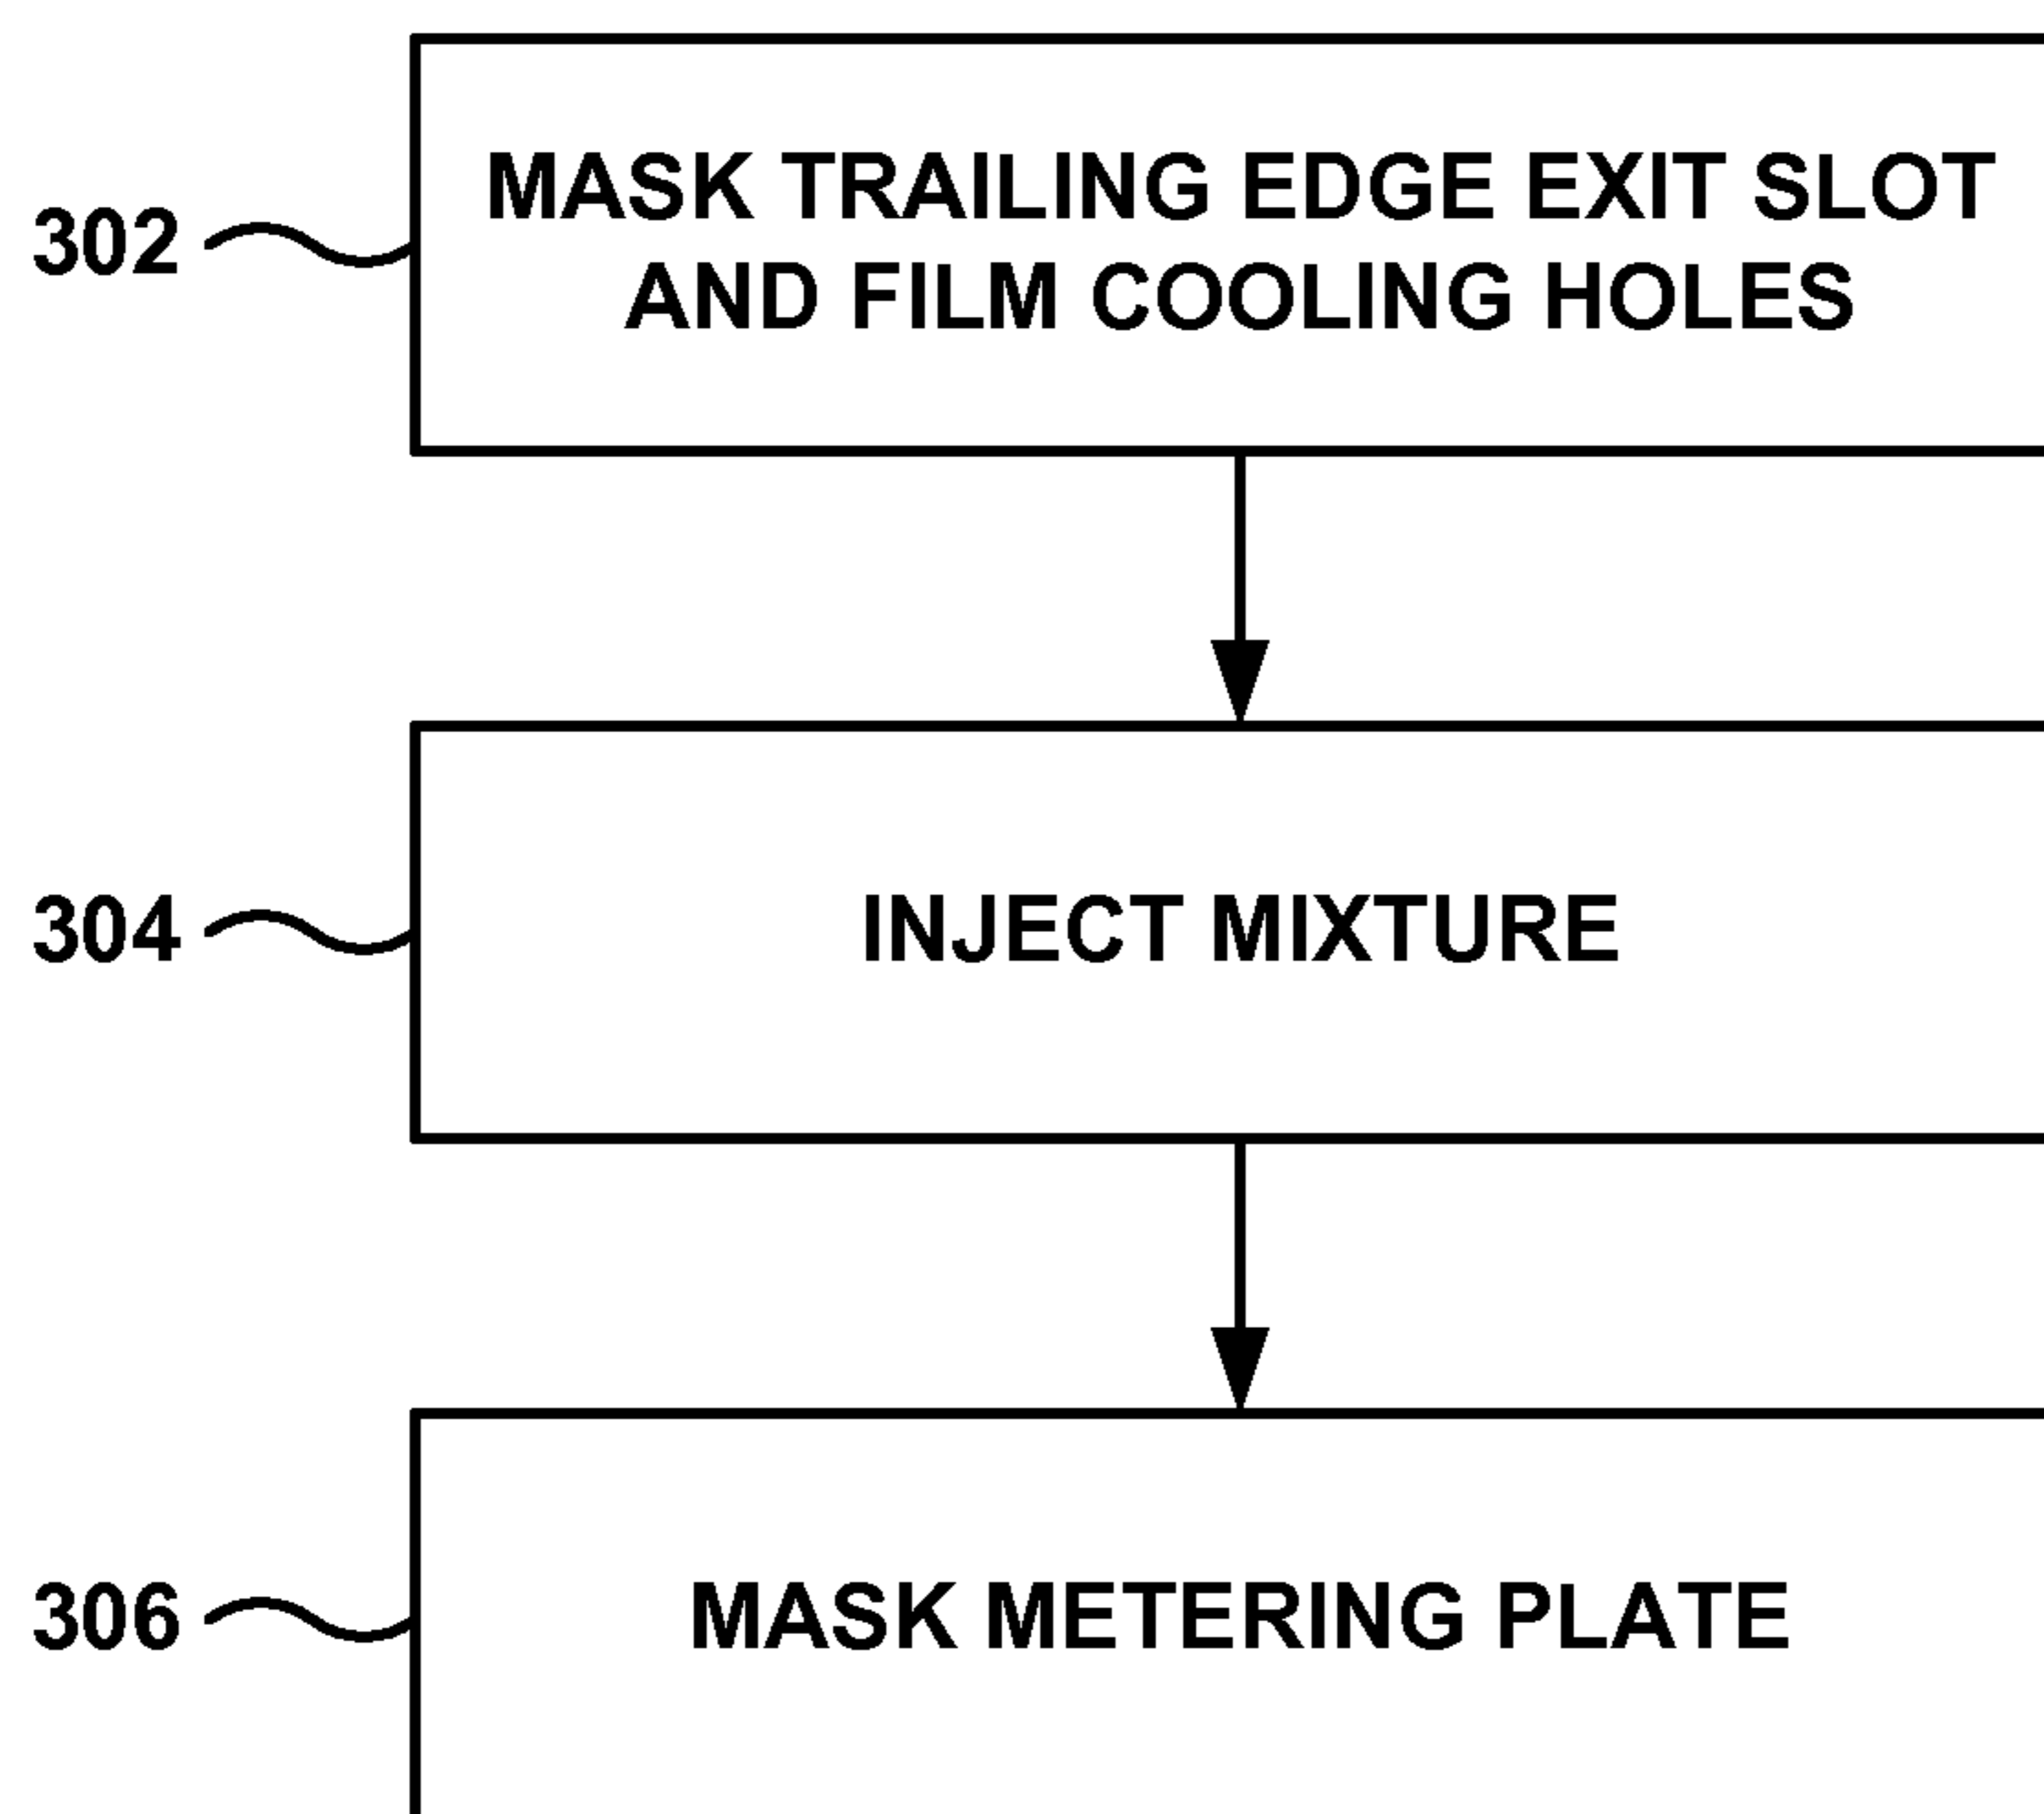 302
MASK TRAILING EDGE EXIT SLOT
AND FILM COOLING HOLES
304
INJECT MIXTURE
306
MASK METERING PLATE